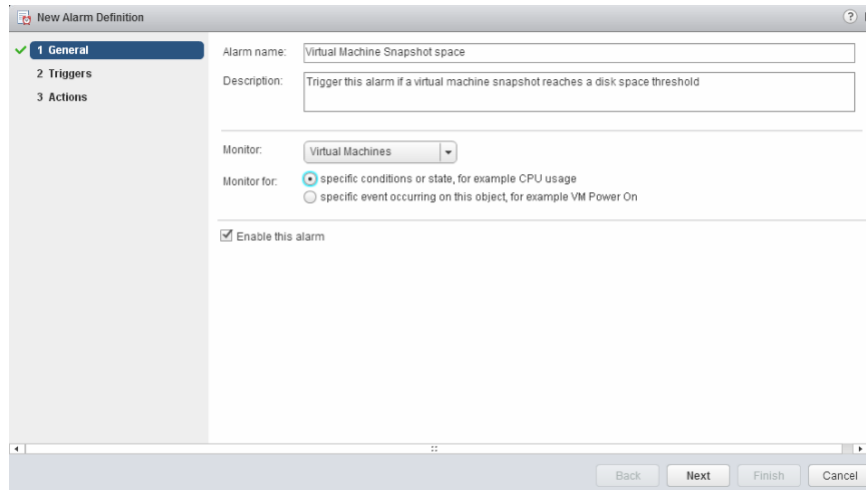 New Alarm Definition
1 General
2 Triggers
3 Actions
Alarm name: Virtual Machine Snapshot space
Description: Trigger this alarm if a virtual machine snapshot reaches a disk space threshold
Monitor: Virtual Machines
Monitor for: specific conditions or state, for example CPU usage
specific event occurring on this object, for example VM Power On
Enable this alarm
Back Next Finish Cancel